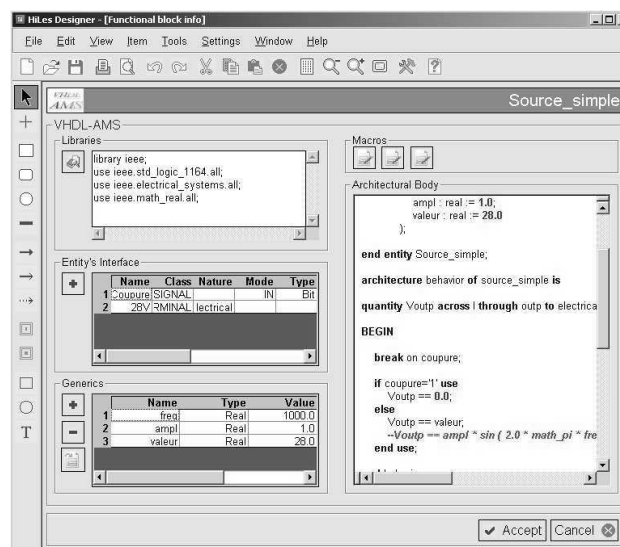 HiLes Designer - [Functional block info]
File Edit View Item Tools Settings Window Help
VHDL AMS
Source_simple
VHDL-AMS
Libraries
library ieee;
use ieee.std_logic_1164.all;
use ieee.electrical_systems.all;
use ieee.math_real.all;
Entity's Interface
Name Class Nature Mode Type
1 Coupure SIGNAL IN Bit
2 28V RMINAL lectrical
Generics
Name Type Value
1 freq Real 1000.0
2 ampl Real 1.0
3 valeur Real 28.0
Macros
Architectural Body
ampl : real := 1.0;
valeur : real := 28.0
);
end entity Source_simple;
architecture behavior of source_simple is
quantity Voutp across I through outp to electrica
BEGIN
break on coupure;
if coupure='1' use
Voutp == 0.0;
else
Voutp == valeur;
--Voutp == ampl * sin ( 2.0 * math_pi * fre
end use;
T
Accept Cancel